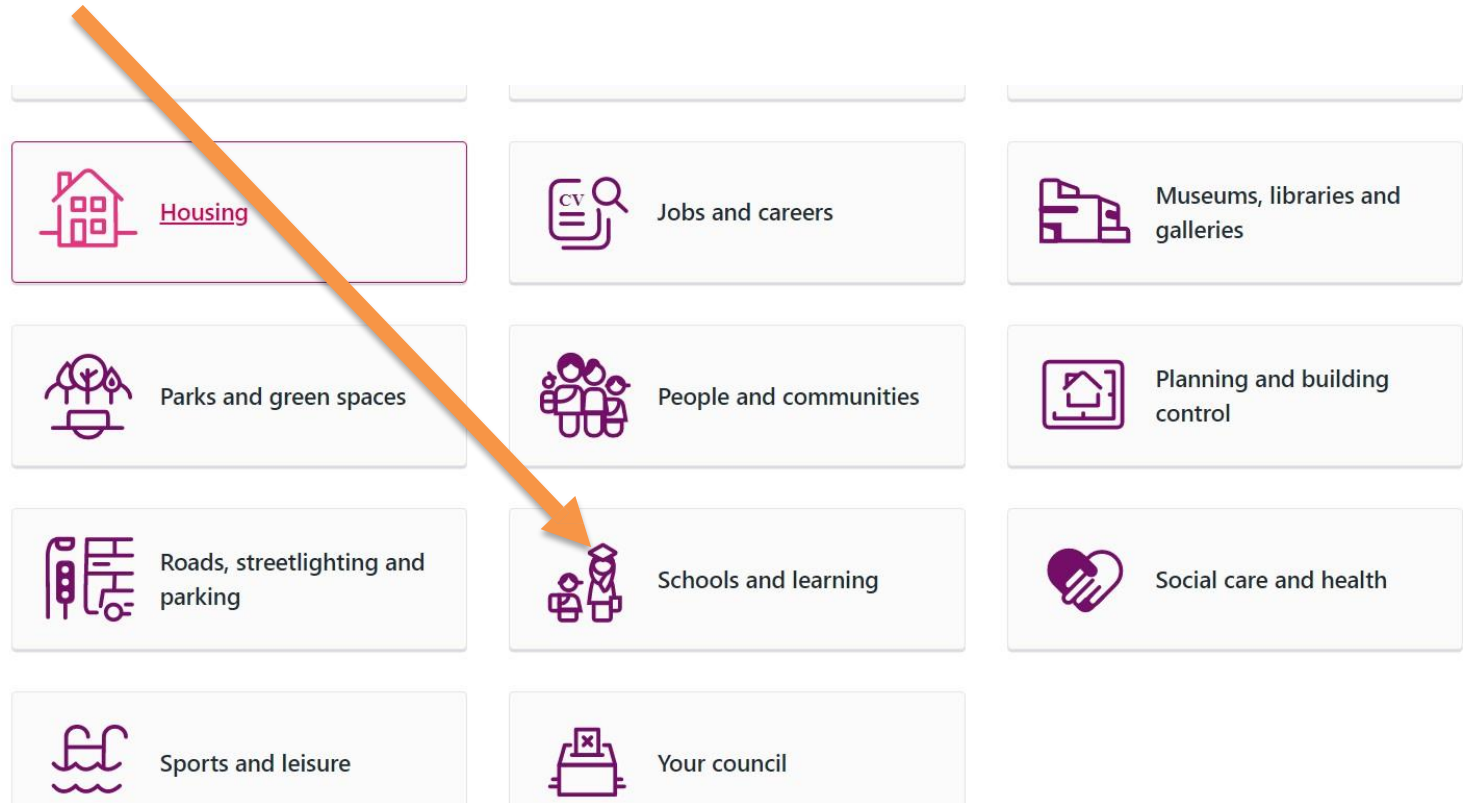 Housing
CV
Jobs and careers
Museums, libraries and
galleries
Parks and green spaces
People and communities
Planning and building
control
Roads, streetlighting and
parking
Schools and learning
Social care and health
Sports and leisure
Your council